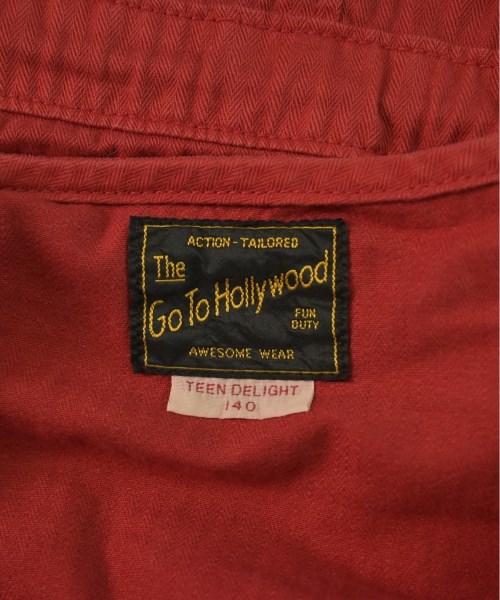 ACTION-TAILORED
The
Go To Hollywood
FUN
DUTY
AWESOME WEAR
TEEN DELIGHT
140